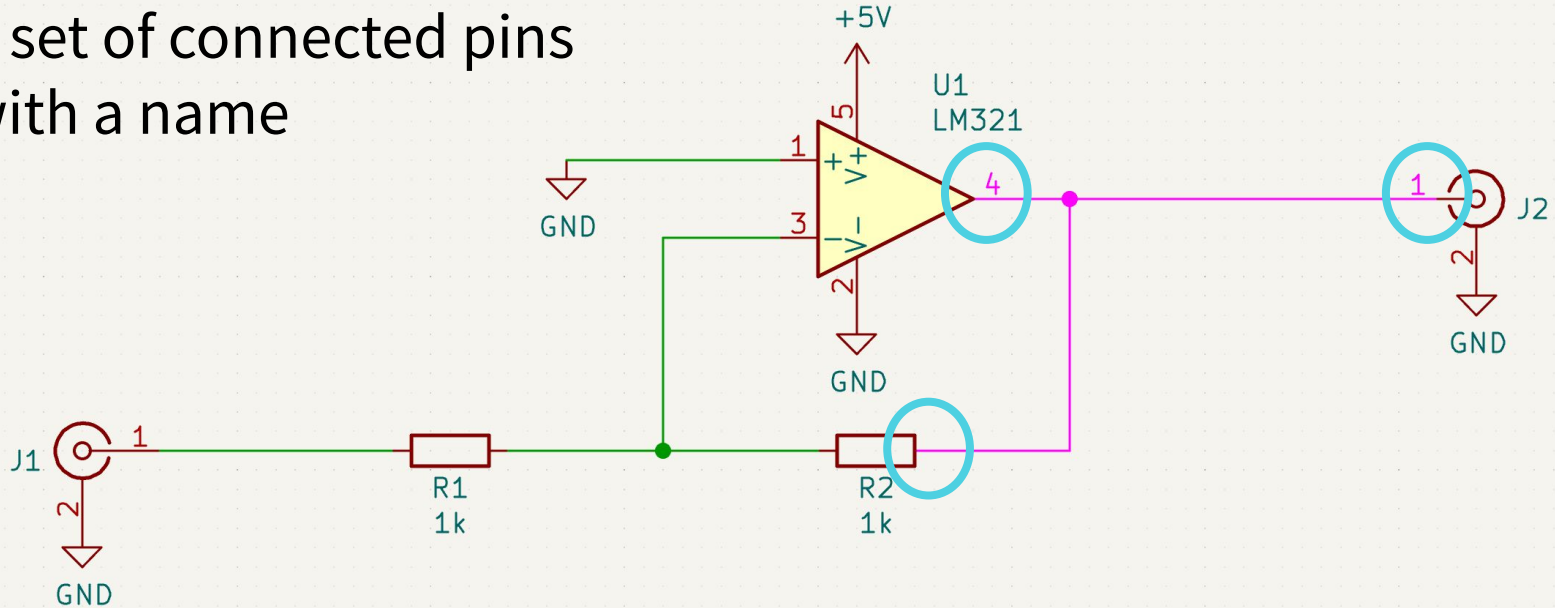 set of connected pins
with a name
+5V
U1
LM321
5
1
+
V+
4
1
J2
GND
3
−
V−
2
2
GND
GND
J1
1
R1
1k
R2
1k
2
GND